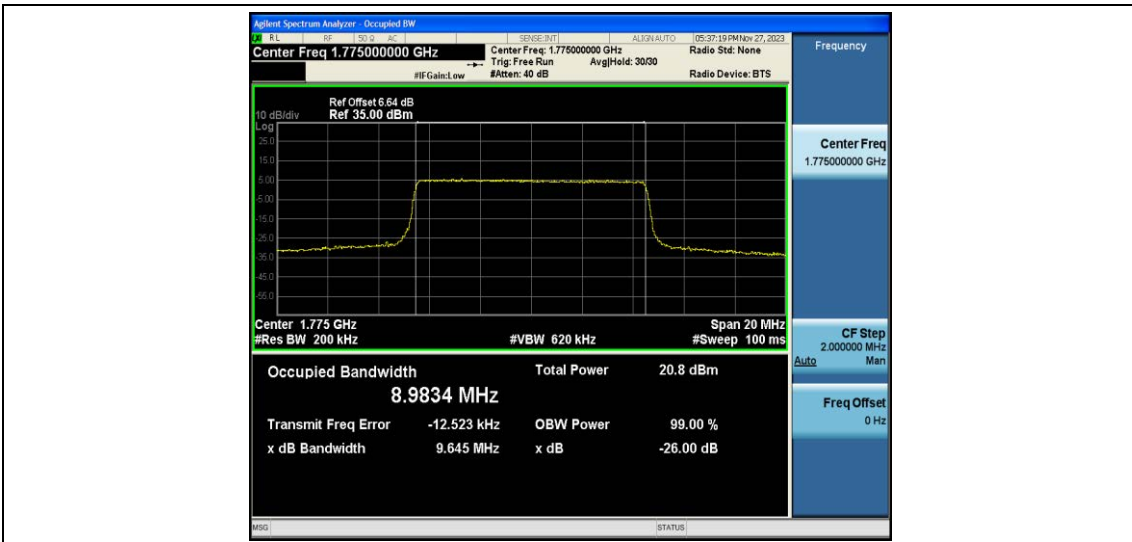 Agilent Spectrum Analyzer - Occupied BW
RL RF 50 Ω AC SENSE:INT ALIGN AUTO 05:37:19 PM Nov 27, 2023
Center Freq 1.775000000 GHz Center Freq: 1.775000000 GHz Radio Std: None
Trig: Free Run Avg|Hold: 30/30
#IFGain:Low #Atten: 40 dB Radio Device: BTS
Frequency
Ref Offset 6.64 dB
10 dB/div Ref 35.00 dBm
Log
25.0
15.0
5.00
-5.00
-15.0
-25.0
-35.0
-45.0
-55.0
Center 1.775 GHz Span 20 MHz
#Res BW 200 kHz #VBW 620 kHz #Sweep 100 ms
Occupied Bandwidth Total Power 20.8 dBm
8.9834 MHz
Transmit Freq Error -12.523 kHz OBW Power 99.00 %
x dB Bandwidth 9.645 MHz x dB -26.00 dB
Center Freq
1.775000000 GHz
CF Step
2.000000 MHz
Auto Man
Freq Offset
0 Hz
MSG STATUS